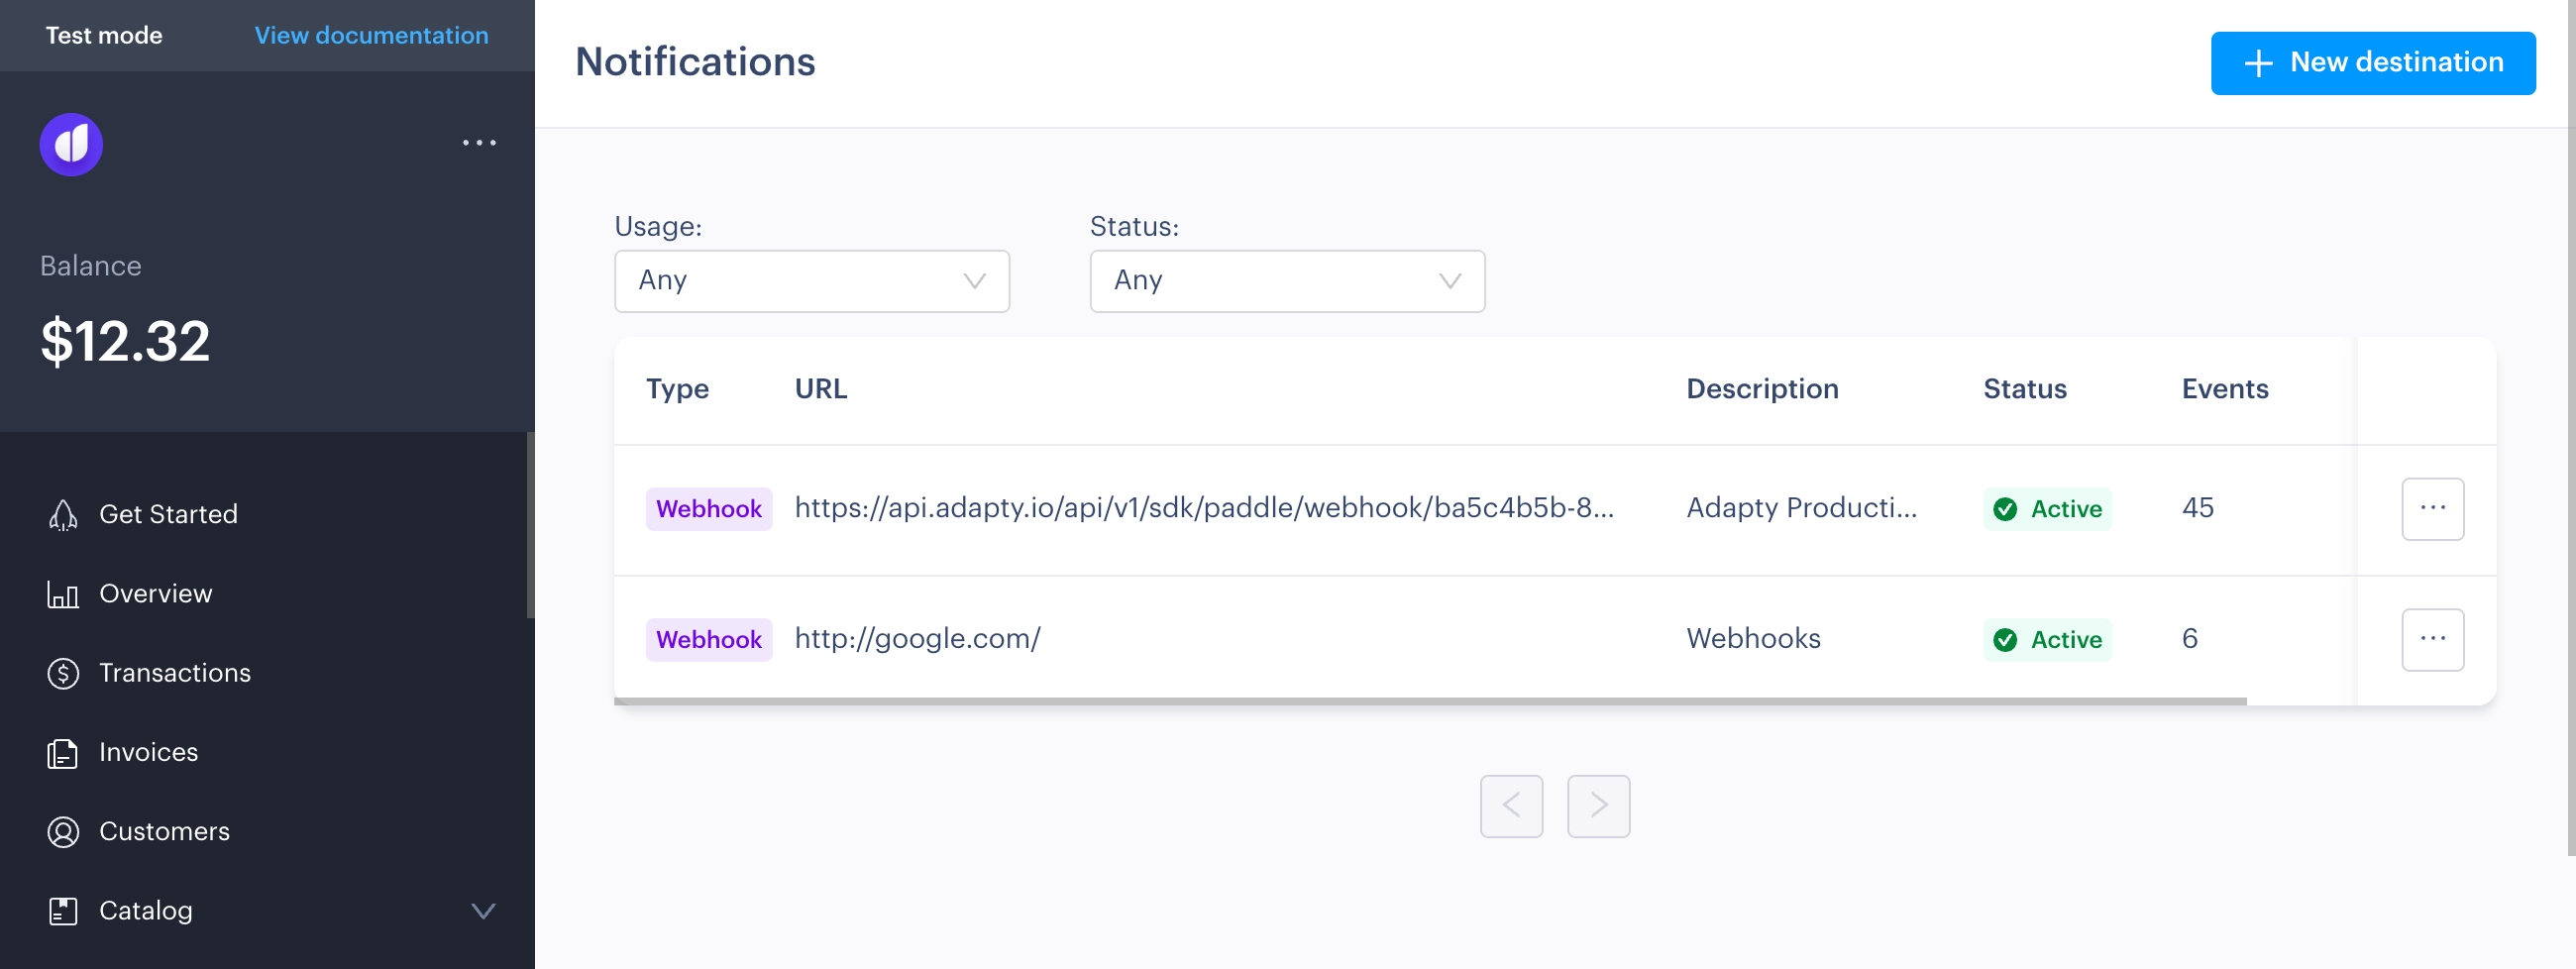 Test mode
View documentation
Balance
$12.32
Get Started
Overview
Transactions
Invoices
Customers
Catalog
Notifications
New destination
Usage:
Any
Status:
Any
Type URL Description Status Events
Webhook https://api.adapty.io/api/v1/sdk/paddle/webhook/ba5c4b5b-8... Adapty Producti... Active 45
Webhook http://google.com/ Webhooks Active 6